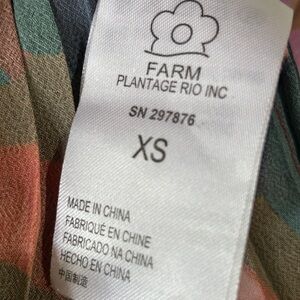 FARM
PLANTAGE RIO INC
SN 297876
XS
MADE IN CHINA
FABRIQUÉ EN CHINE
FABRICADO NA CHINA
HECHO EN CHINA
中国制造